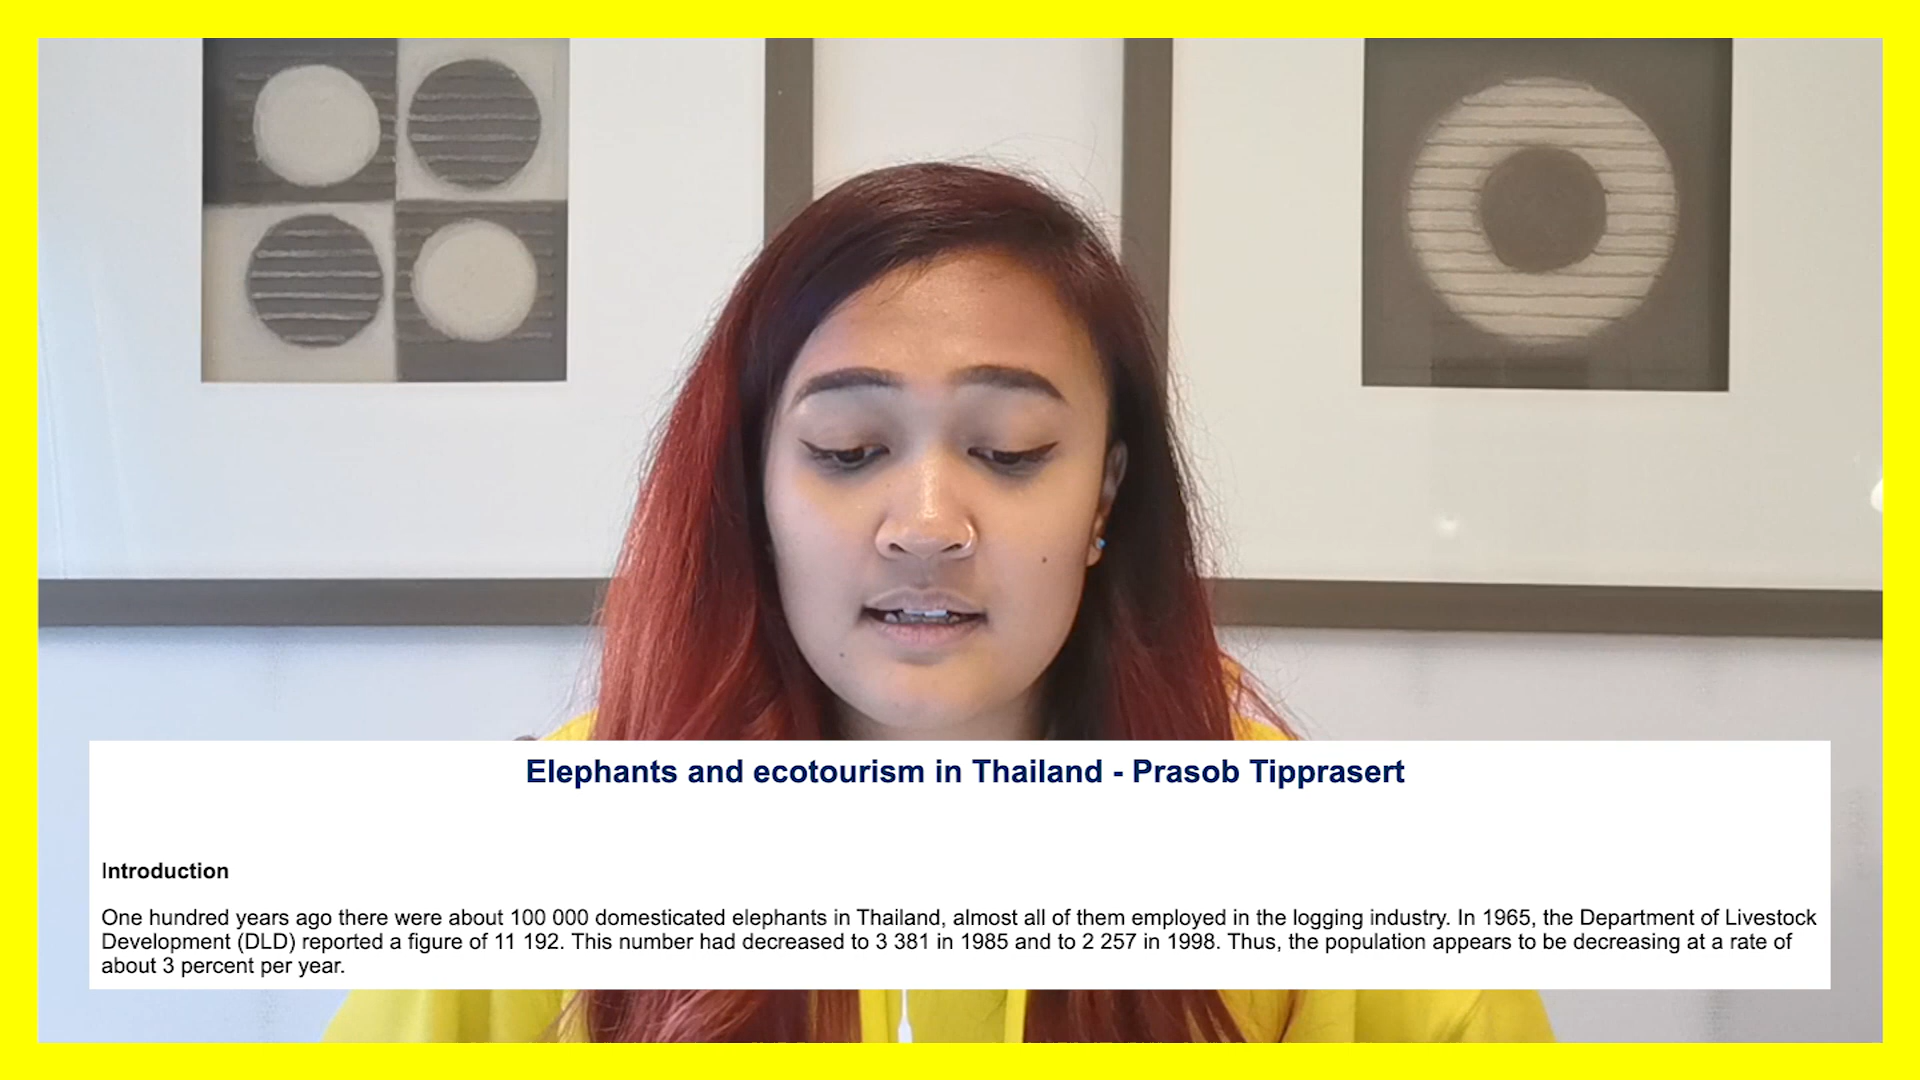 Elephants and ecotourism in Thailand - Prasob Tipprasert
Introduction
One hundred years ago there were about 100 000 domesticated elephants in Thailand, almost all of them employed in the logging industry. In 1965, the Department of Livestock
Development (DLD) reported a figure of 11 192. This number had decreased to 3 381 in 1985 and to 2 257 in 1998. Thus, the population appears to be decreasing at a rate of
about 3 percent per year.